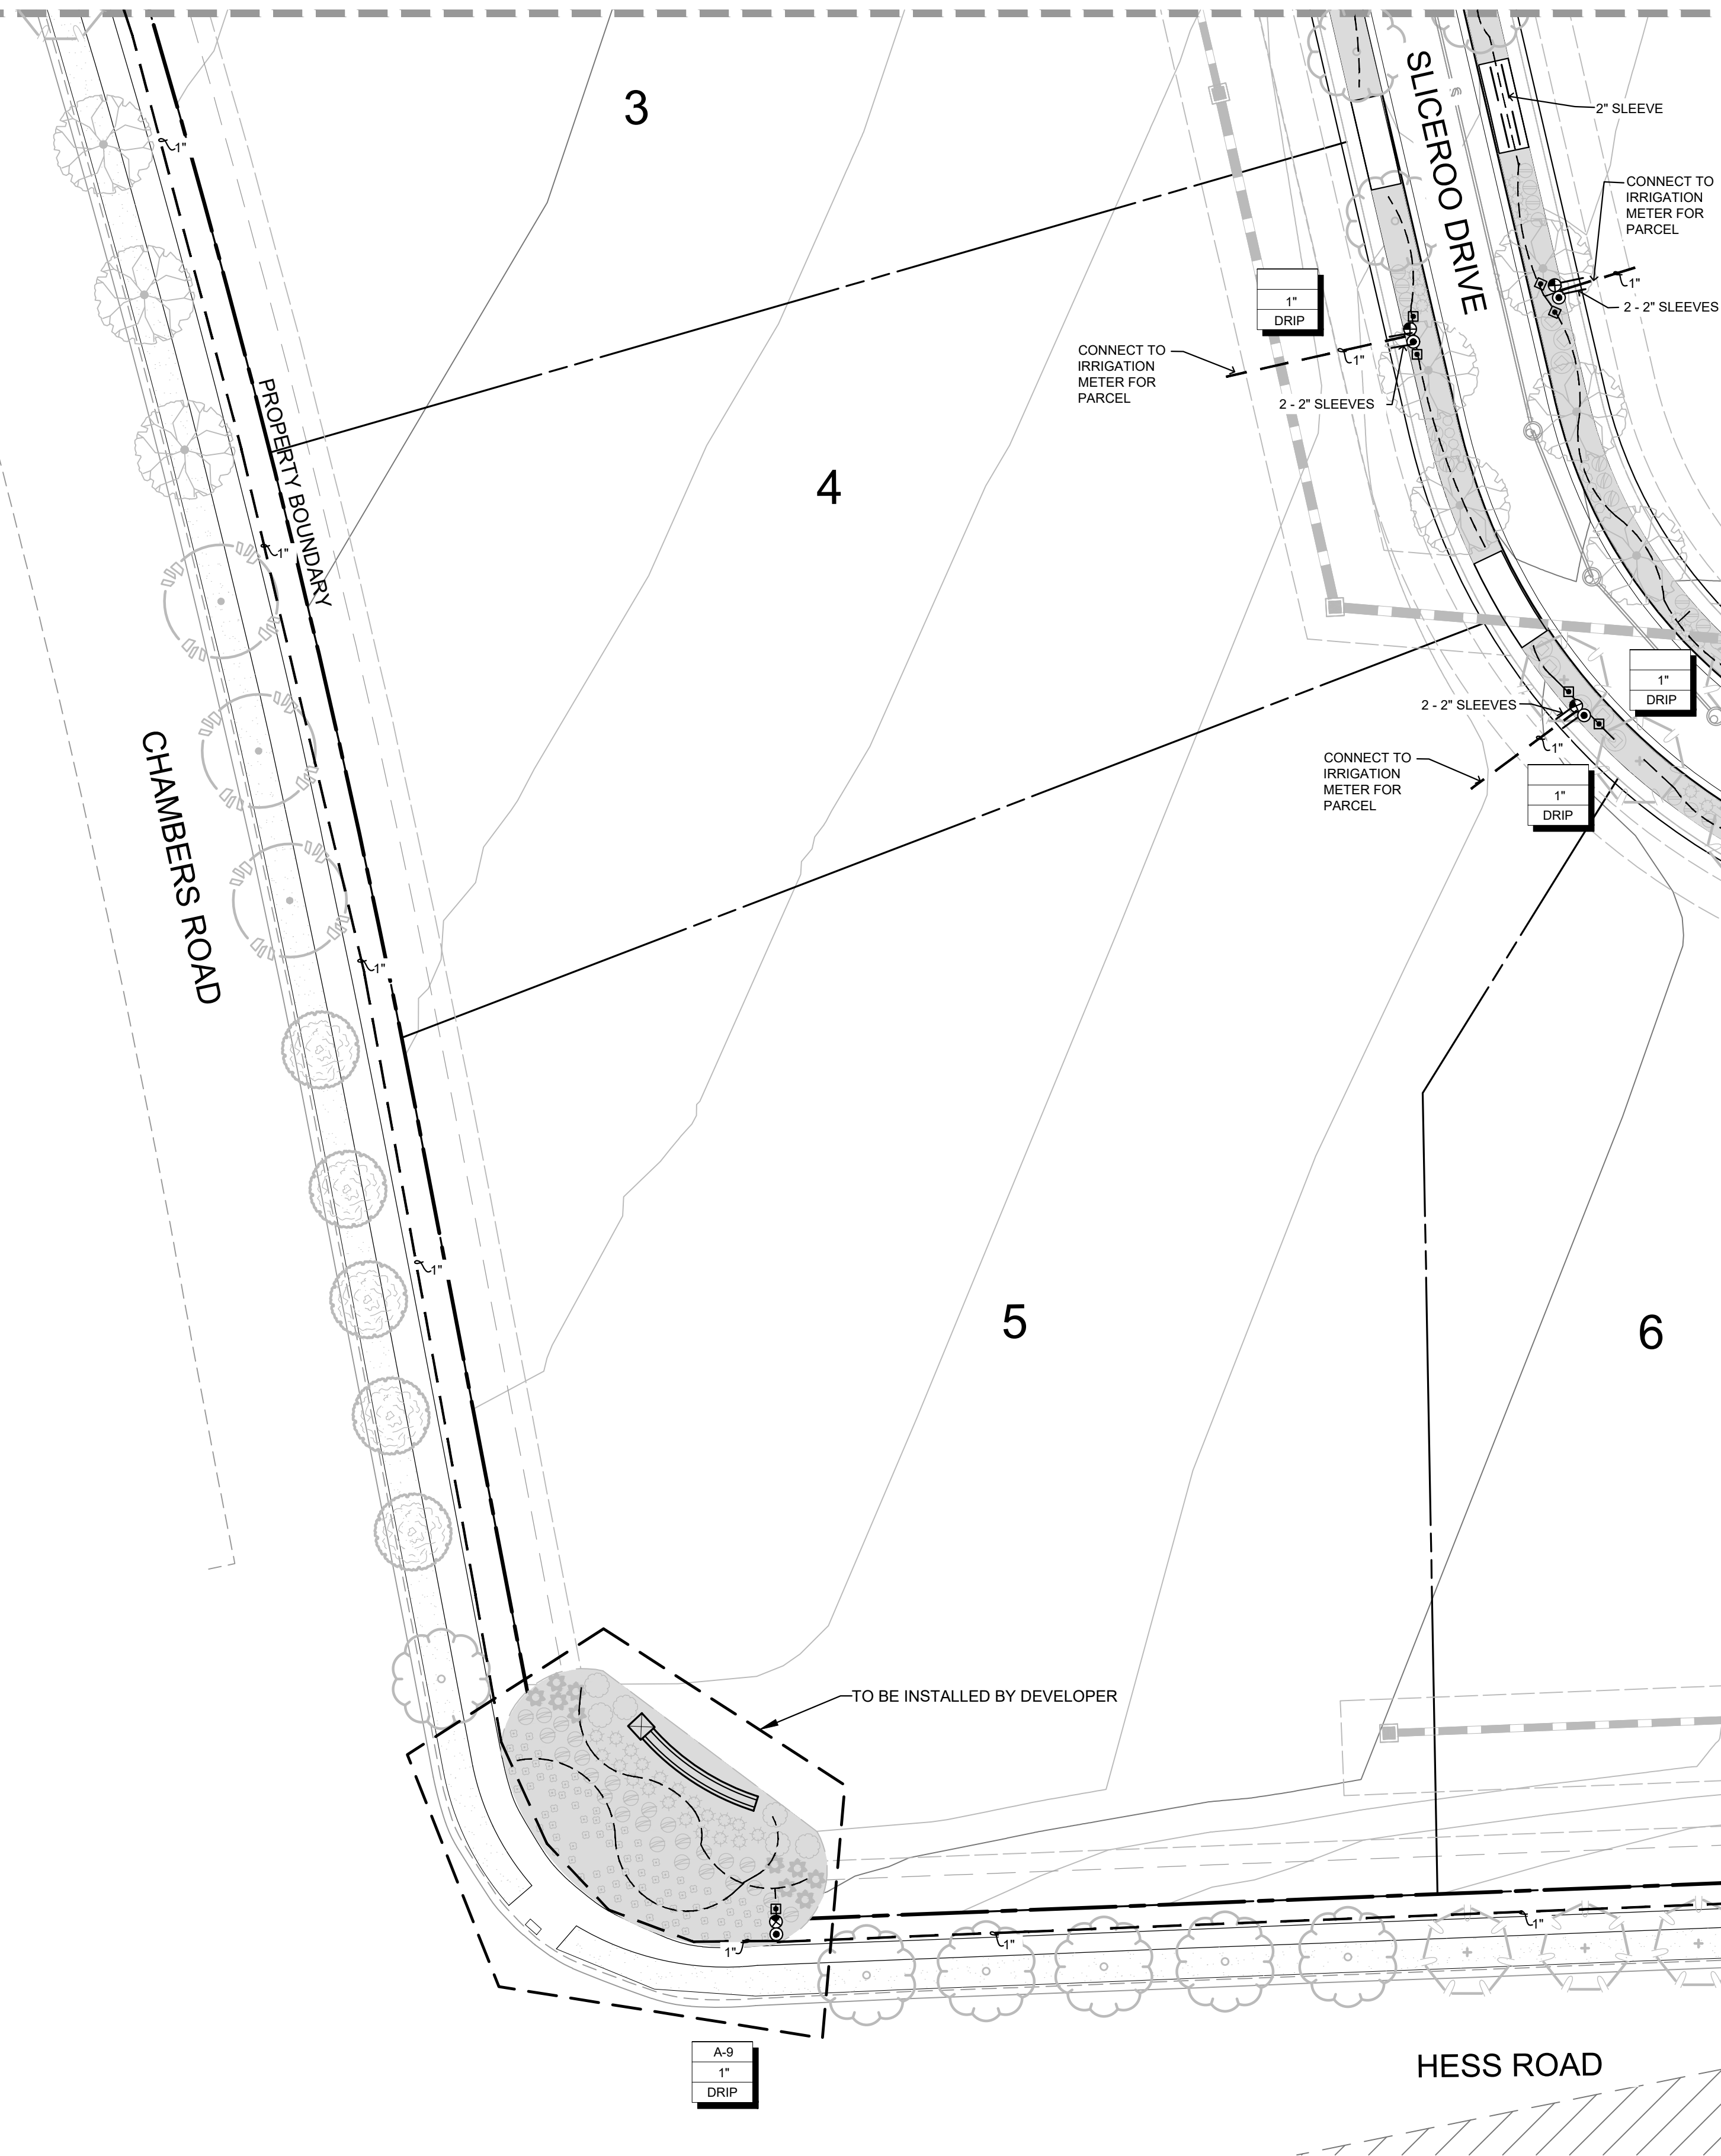 3
SLICEROO DRIVE
2" SLEEVE
1"
CONNECT TO
IRRIGATION
METER FOR
PARCEL
1"
2 - 2" SLEEVES
1"
DRIP
CONNECT TO
IRRIGATION
METER FOR
PARCEL
1"
2 - 2" SLEEVES
PROPERTY BOUNDARY
4
1"
1"
DRIP
2 - 2" SLEEVES
1"
CONNECT TO
IRRIGATION
METER FOR
PARCEL
1"
DRIP
CHAMBERS ROAD
1"
1"
5
6
TO BE INSTALLED BY DEVELOPER
1"
1"
1"
A-9
1"
DRIP
HESS ROAD